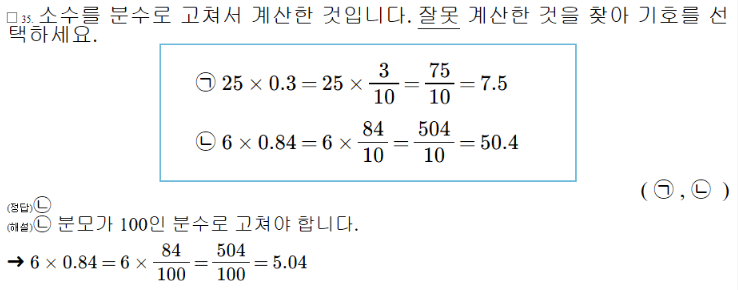 □ 35. 소수를 분수로 고쳐서 계산한 것입니다. 잘못 계산한 것을 찾아 기호를 선
택하세요.
㉠ 25 × 0.3 = 25 × 3/10 = 75/10 = 7.5
㉡ 6 × 0.84 = 6 × 84/10 = 504/10 = 50.4
( ㉠ , ㉡ )
(정답)㉡
(해설)㉡ 분모가 100인 분수로 고쳐야 합니다.
➜ 6 × 0.84 = 6 × 84/100 = 504/100 = 5.04